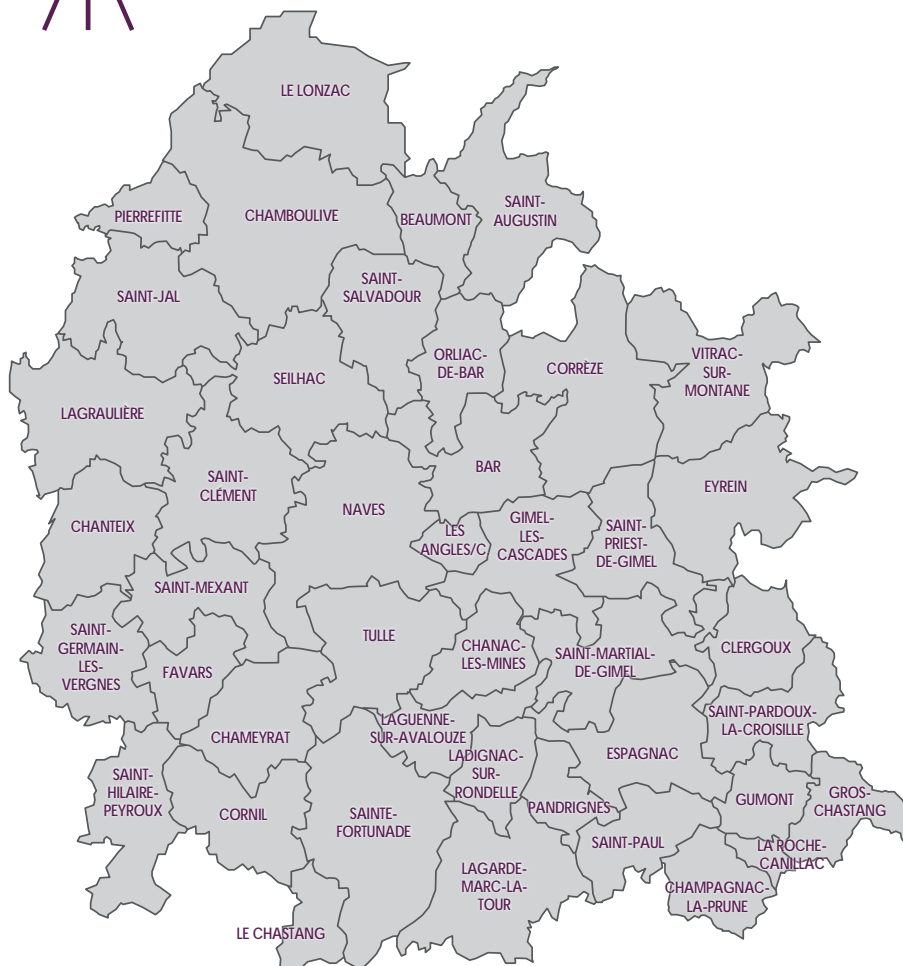 LE LONZAC
SAINT-
AUGUSTIN
PIERREFITTE
CHAMBOULIVE
BEAUMONT
SAINT-
SALVADOUR
SAINT-JAL
ORLIAC-
DE-BAR
CORRÈZE
VITRAC-
SUR-
MONTANE
SEILHAC
LAGRAULIÈRE
BAR
SAINT-
CLÉMENT
EYREIN
NAVES
CHANTEIX
LES
ANGLES/C
GIMEL-
LES-
CASCADES
SAINT-
PRIEST-
DE-GIMEL
SAINT-MEXANT
SAINT-
GERMAIN-
LES-
VERGNES
TULLE
CHANAC-
LES-MINES
SAINT-MARTIAL-
DE-GIMEL
CLERGOUX
FAVARS
LAGUENNE-
SUR-AVALOUZE
SAINT-PARDOUX-
LA-CROISILLE
CHAMEYRAT
ESPAGNAC
LADIGNAC-
SUR-
RONDELLE
SAINT-
HILAIRE-
PEYROUX
GUMONT
GROS-
CHASTANG
PANDRIGNES
CORNIL
SAINTE-
FORTUNADE
SAINT-PAUL
LA ROCHE-
CANILLAC
LAGARDE-
MARC-LA-
TOUR
CHAMPAGNAC-
LA-PRUNE
LE CHASTANG